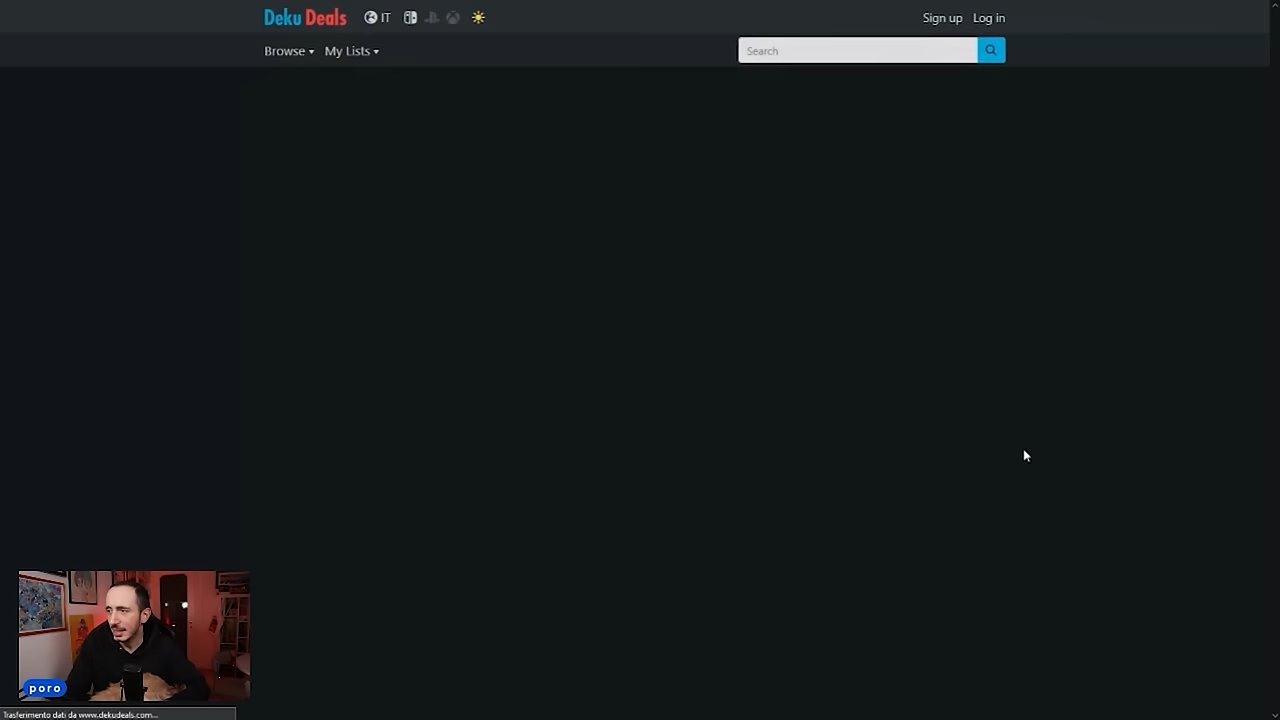 Deku Deals IT Sign up Log in
Browse My Lists Search
poro
Trasferimento dati da www.dekudeals.com...